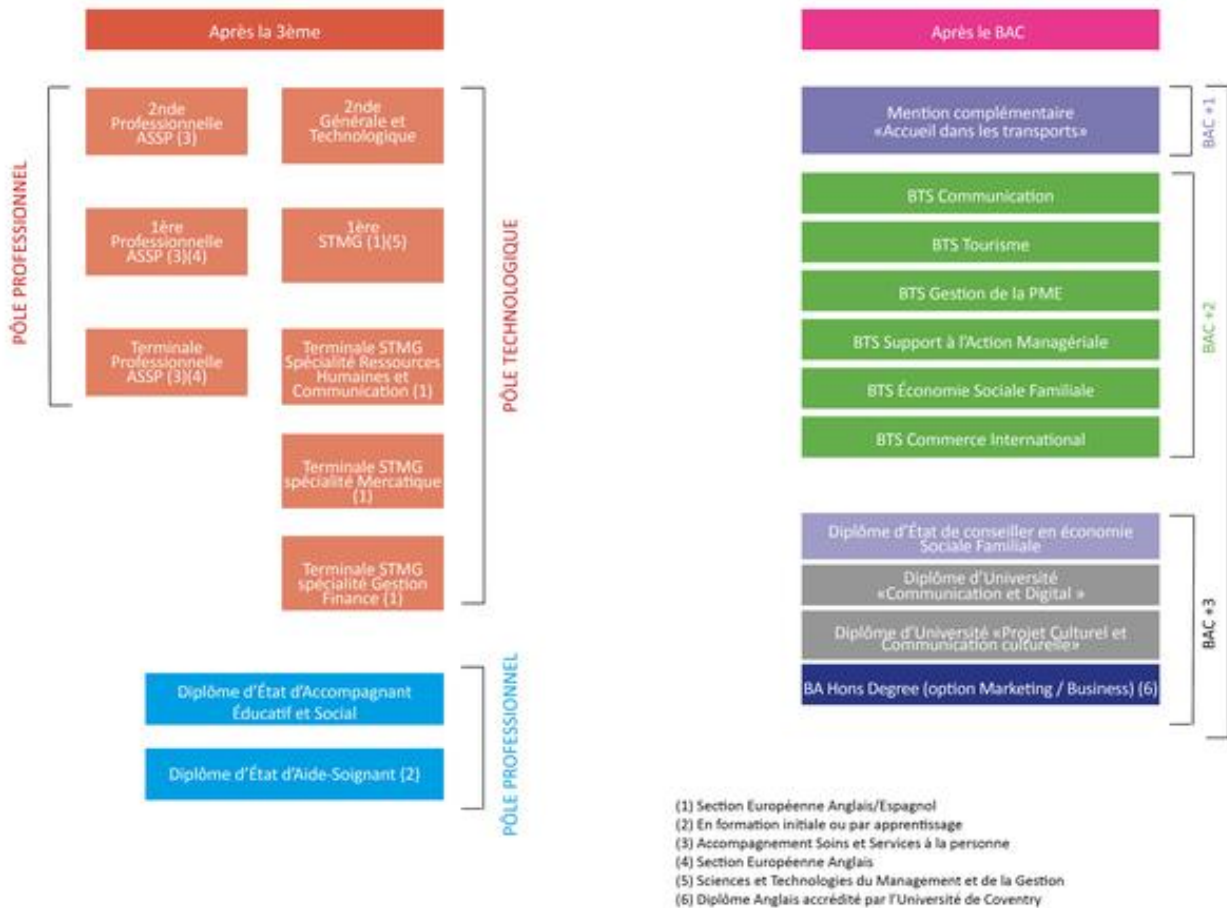 Après la 3ème
PÔLE PROFESSIONNEL
2nde
Professionnelle
ASSP (3)
1ère
Professionnelle
ASSP (3)(4)
Terminale
Professionnelle
ASSP (3)(4)
2nde
Générale et
Technologique
1ère
STMG (1)(5)
Terminale STMG
Spécialité Ressources
Humaines et
Communication (1)
Terminale STMG
spécialité Mercatique
(1)
Terminale STMG
spécialité Gestion
Finance (1)
PÔLE TECHNOLOGIQUE
Diplôme d'État d'Accompagnant
Éducatif et Social
Diplôme d'État d'Aide-Soignant (2)
PÔLE PROFESSIONNEL
Après le BAC
Mention complémentaire
«Accueil dans les transports»
BAC +1
BTS Communication
BTS Tourisme
BTS Gestion de la PME
BTS Support à l'Action Managériale
BTS Économie Sociale Familiale
BTS Commerce International
BAC +2
Diplôme d'État de conseiller en économie
Sociale Familiale
Diplôme d'Université
«Communication et Digital »
Diplôme d'Université «Projet Culturel et
Communication culturelle»
BA Hons Degree (option Marketing / Business) (6)
BAC +3
(1) Section Européenne Anglais/Espagnol
(2) En formation initiale ou par apprentissage
(3) Accompagnement Soins et Services à la personne
(4) Section Européenne Anglais
(5) Sciences et Technologies du Management et de la Gestion
(6) Diplôme Anglais accrédité par l'Université de Coventry